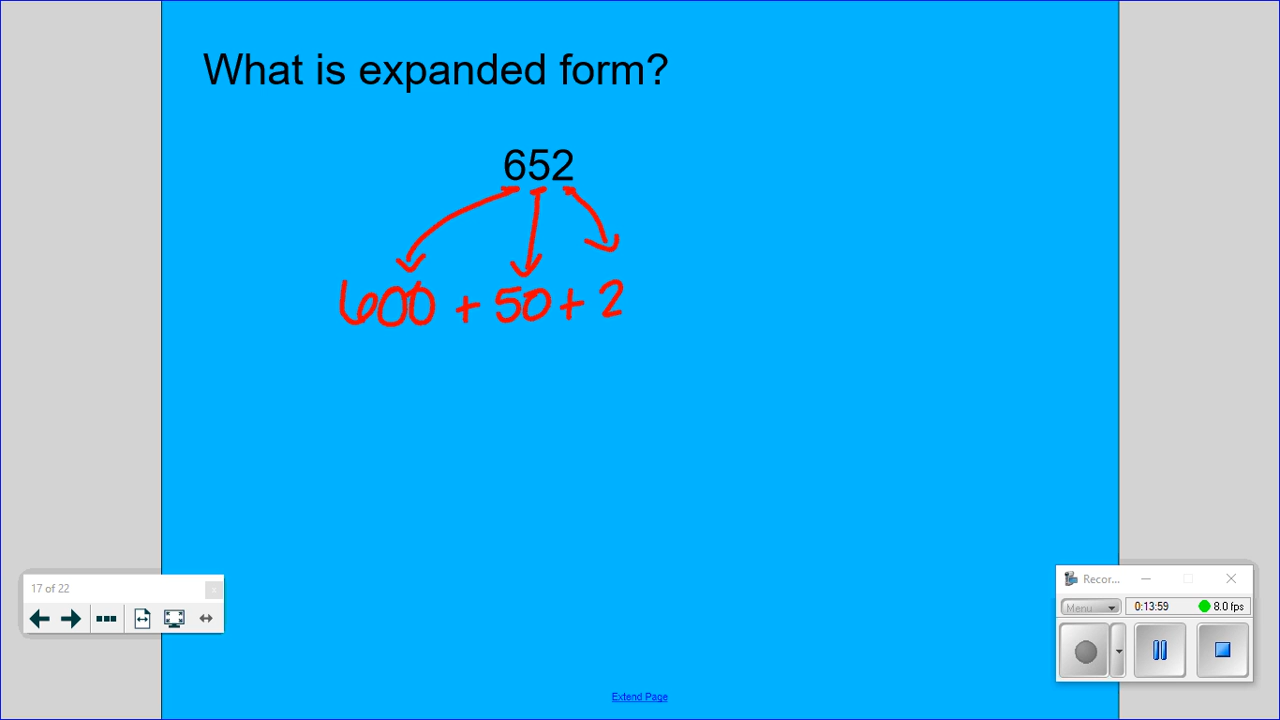 What is expanded form?
652
600 + 50 + 2
17 of 22
Recor...
Menu
0:13:59
8.0 fps
Extend Page